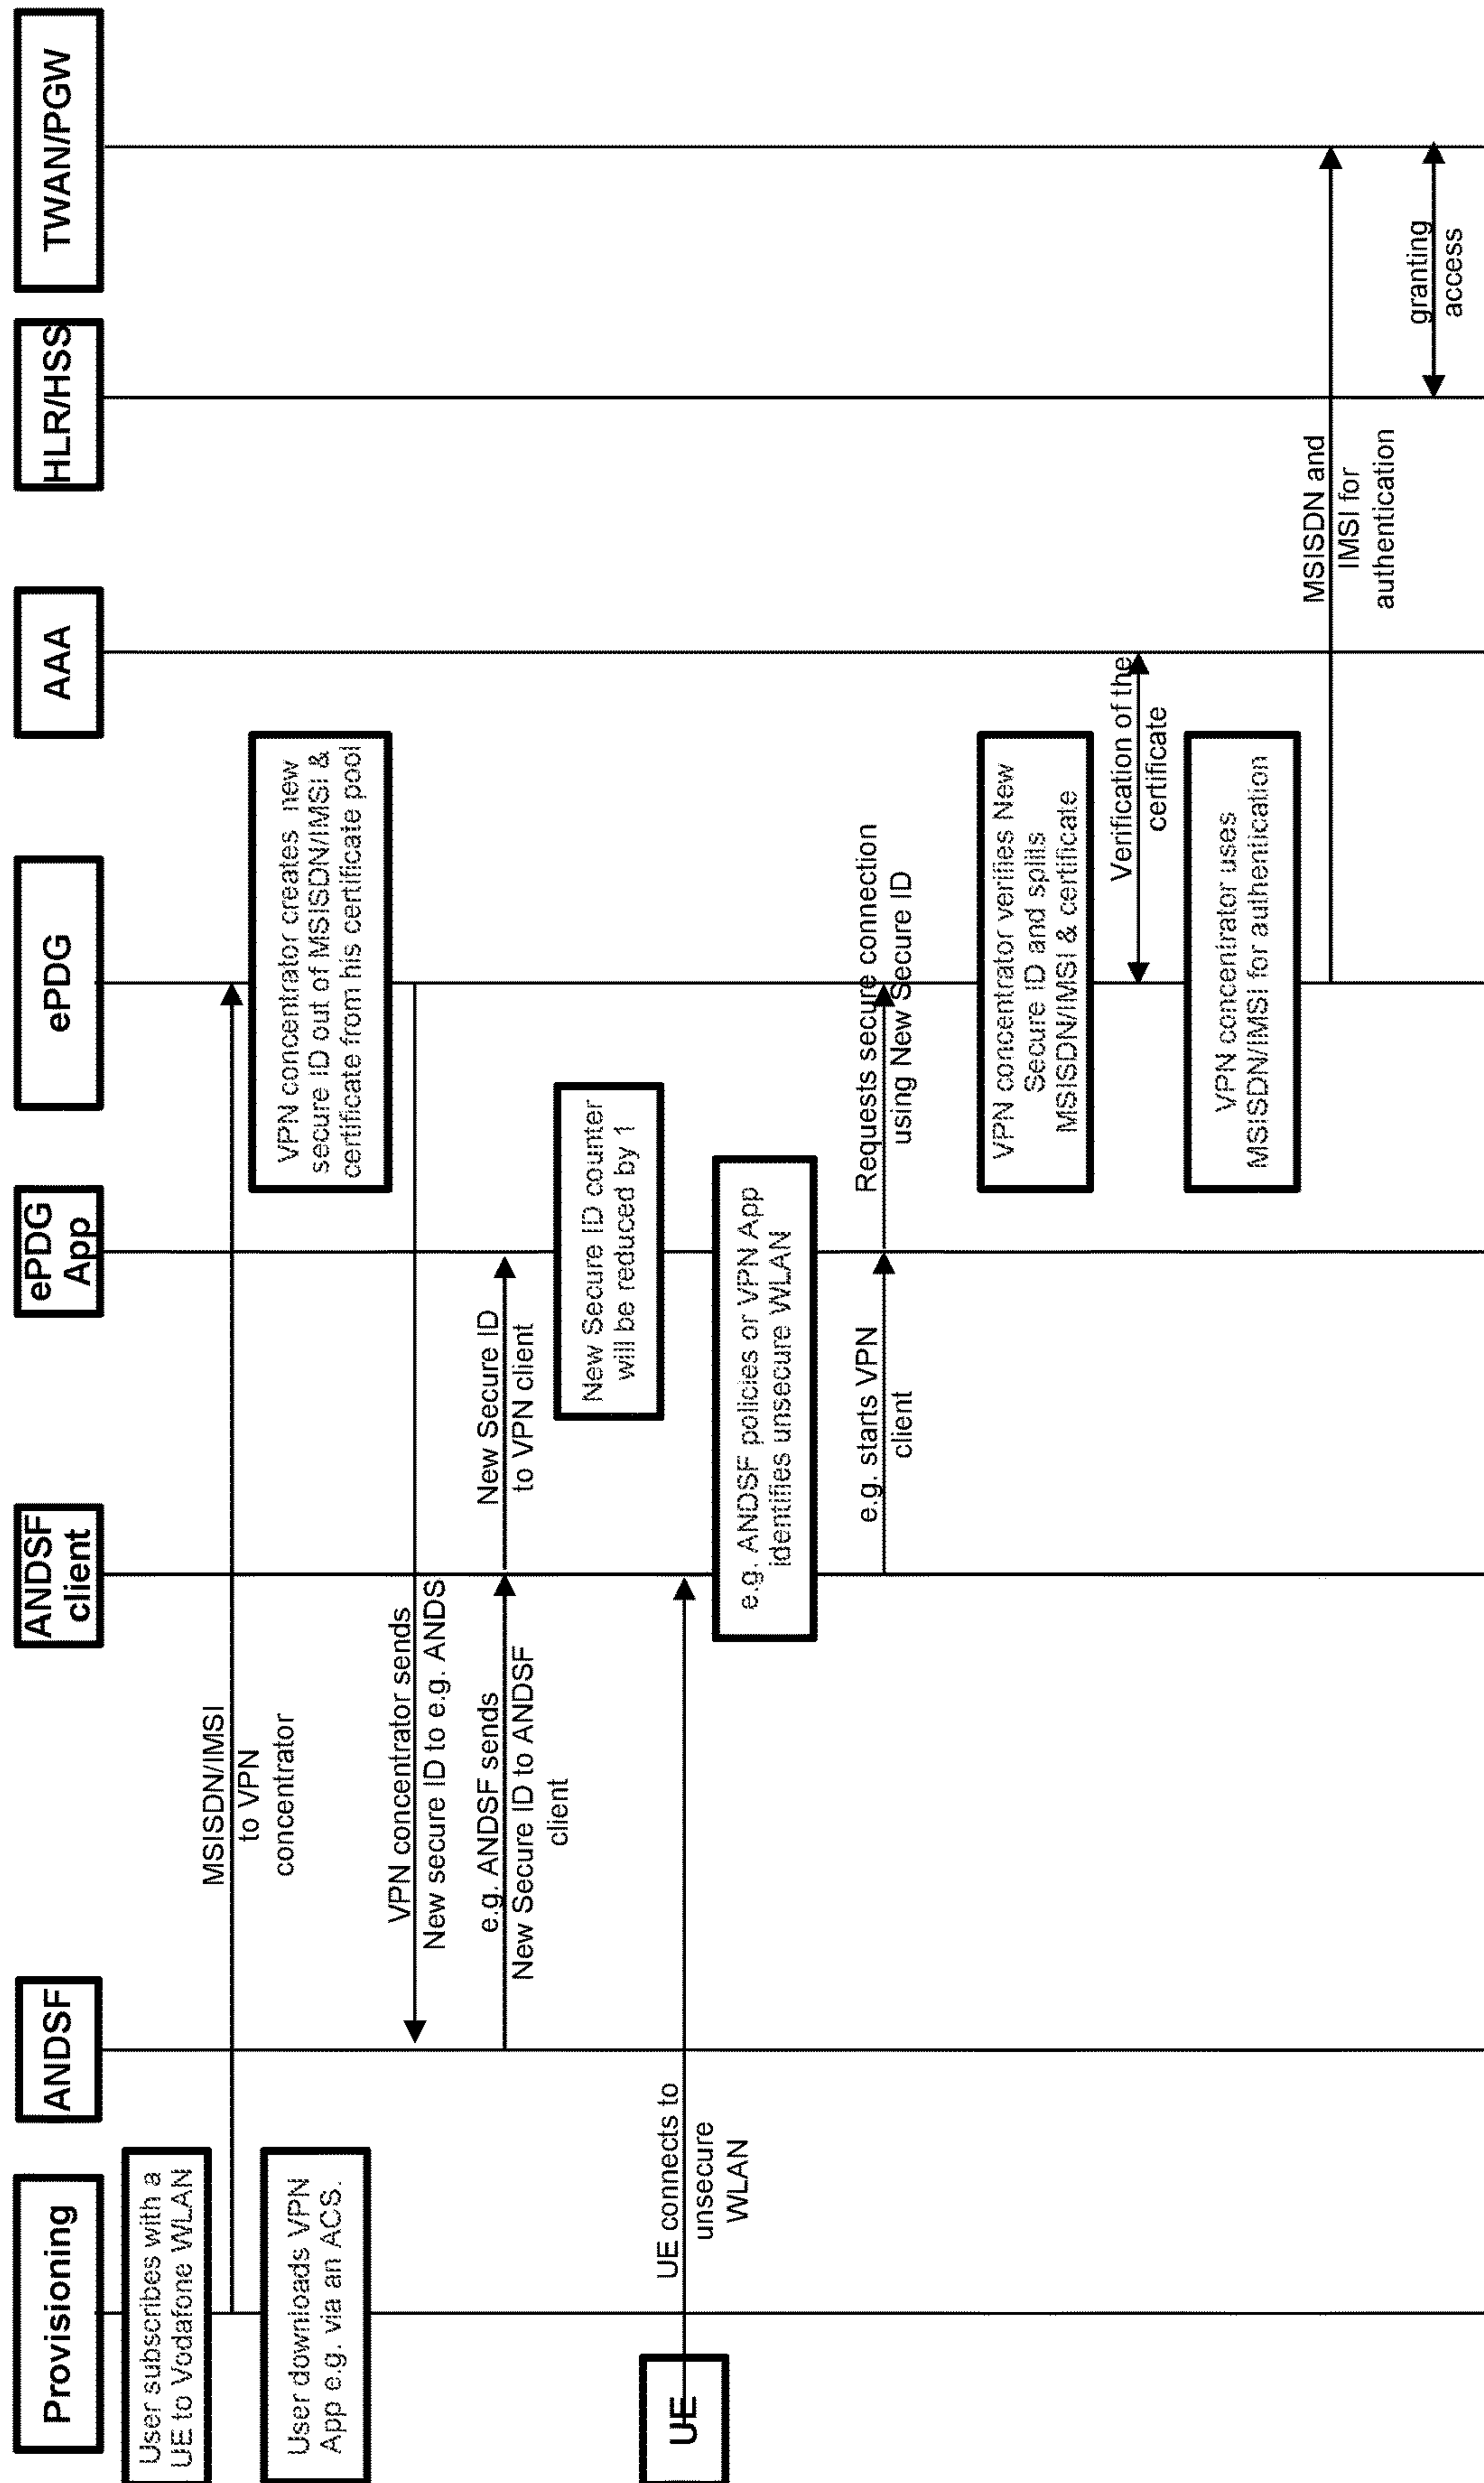 Provisioning
ANDSF
ANDSF
client
ePDG
App
ePDG
AAA
HLR/HSS
TWAN/PGW
User subscribes with a
UE to Vodafone WLAN
MSISDN/IMSI
to VPN
concentrator
User downloads VPN
App e.g. via an ACS.
VPN concentrator creates new
secure ID out of MSISDN/IMSI &
certificate from his certificate pool
VPN concentrator sends
New secure ID to e.g. ANDS
e.g. ANDSF sends
New Secure ID to ANDSF
client
New Secure ID
to VPN client
New Secure ID counter
will be reduced by 1
UE
UE connects to
unsecure
WLAN
e.g. ANDSF policies or VPN App
identifies unsecure WLAN
e.g. starts VPN
client
Requests secure connection
using New Secure ID
VPN concentrator verifies New
Secure ID and splits
MSISDN/IMSI & certificate
Verification of the
certificate
VPN concentrator uses
MSISDN/IMSI for authentication
MSISDN and
IMSI for
authentication
granting
access